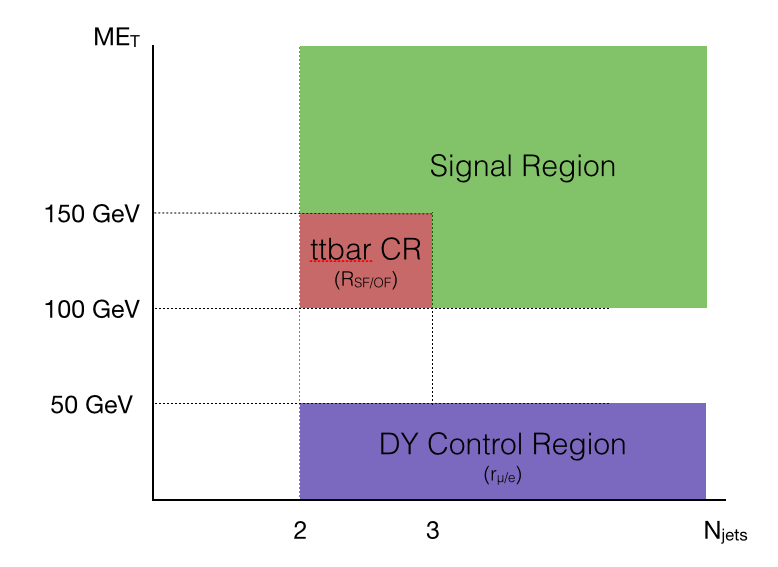 MET
Signal Region
150 GeV
ttbar CR
(RSF/OF)
100 GeV
50 GeV
DY Control Region
(rμ/e)
2 3 Njets